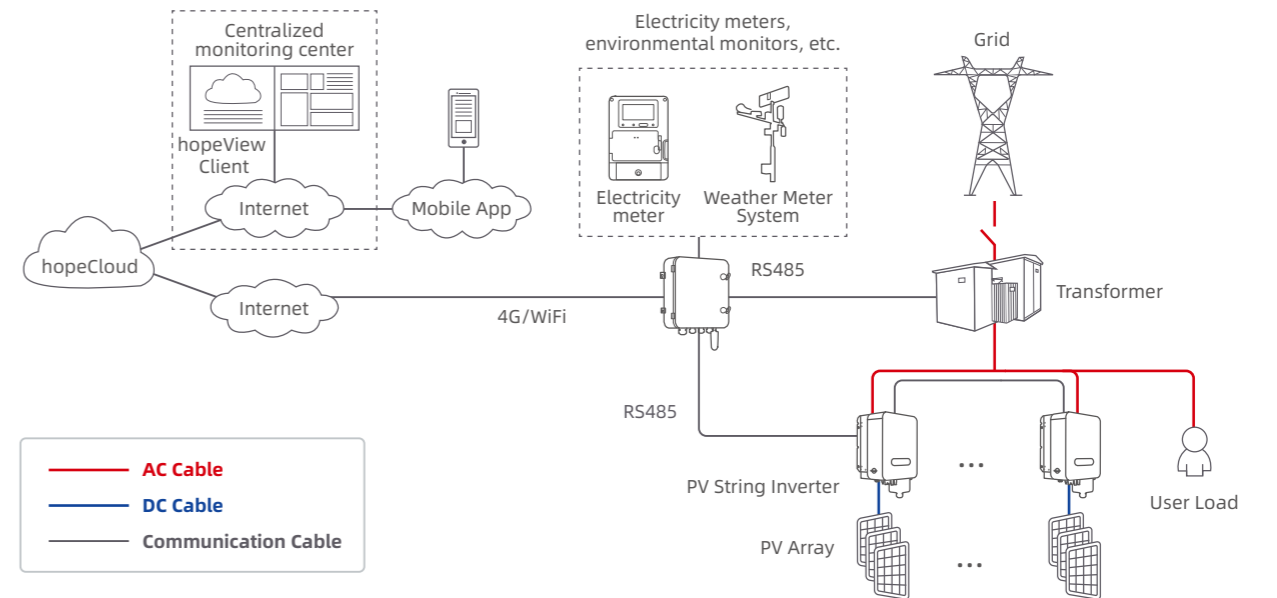 Centralized
monitoring center
hopeView
Client
Internet
Mobile App
hopeCloud
Internet
4G/WiFi
Electricity meters,
environmental monitors, etc.
Electricity
meter
Weather Meter
System
RS485
Grid
Transformer
RS485
PV String Inverter
...
User Load
PV Array
...
AC Cable
DC Cable
Communication Cable